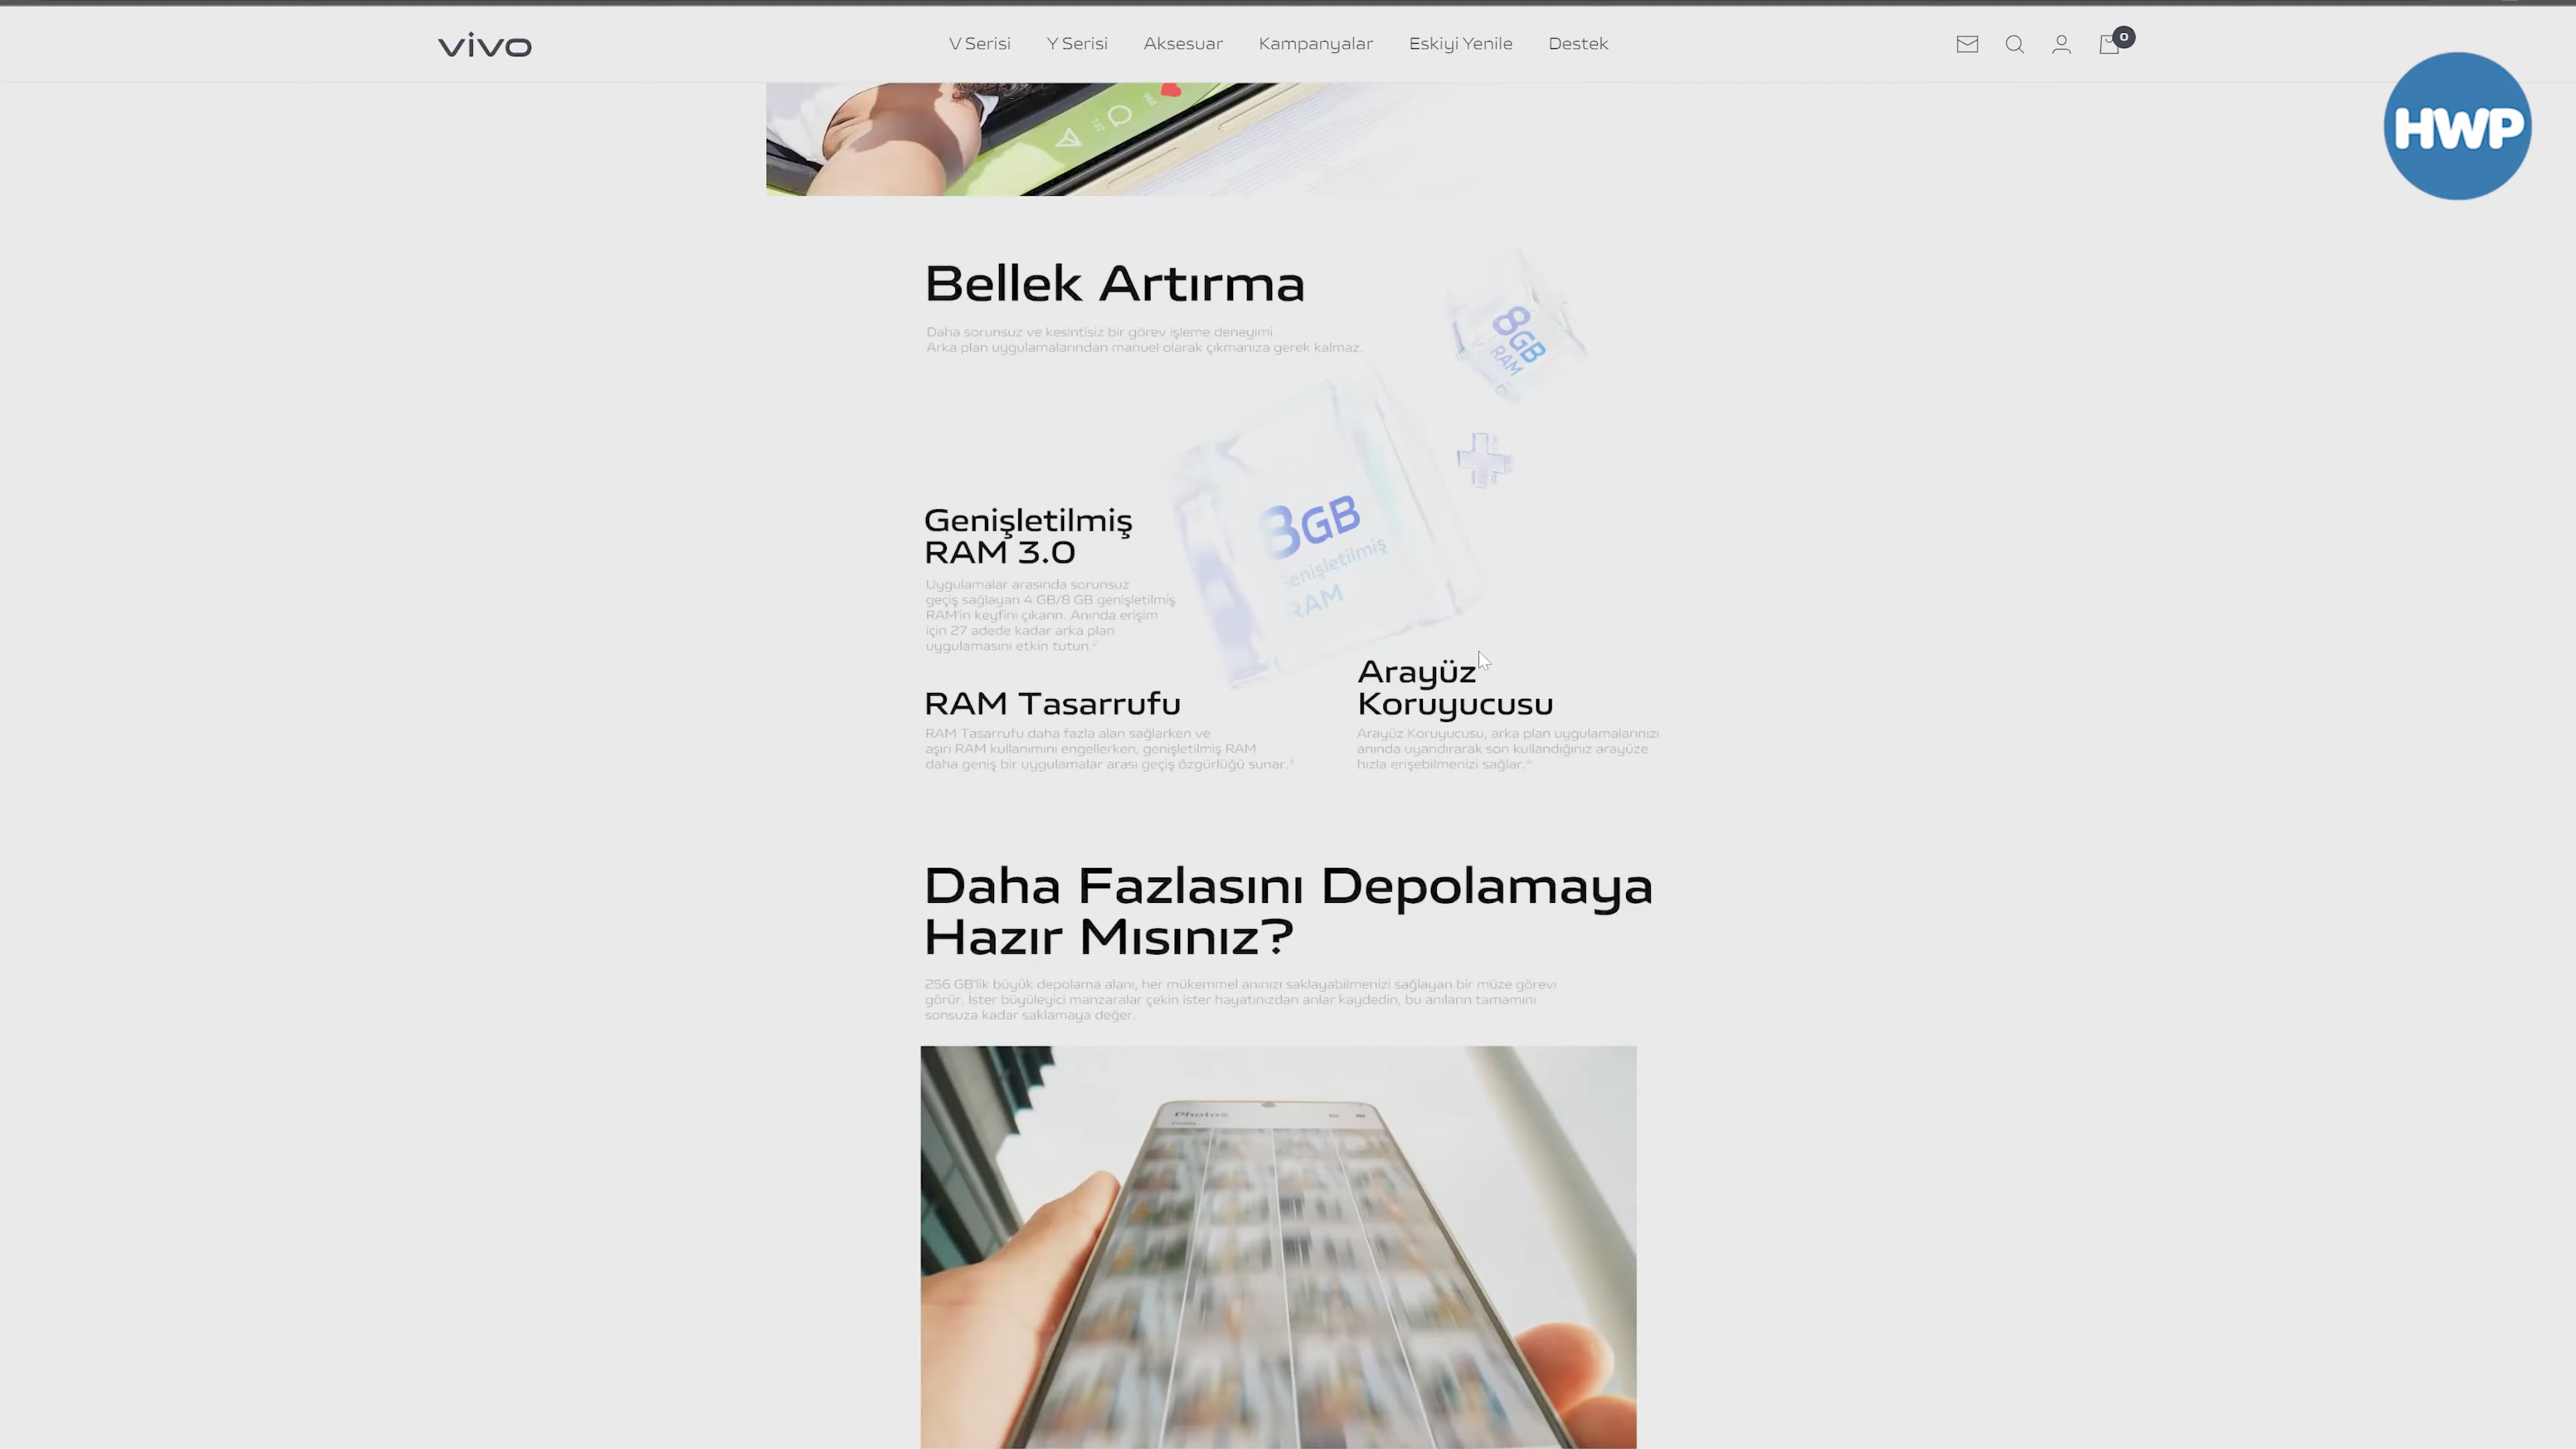 vivo
V Serisi
Y Serisi
Aksesuar
Kampanyalar
Eskiyi Yenile
Destek
0
HWP
Bellek Artırma
Daha sorunsuz ve kesintisiz bir görev işleme deneyimi.
Arka plan uygulamalarından manuel olarak çıkmanıza gerek kalmaz.
8GB
RAM
8GB
Genişletilmiş
RAM
Genişletilmiş
RAM 3.0
Uygulamalar arasında sorunsuz
geçiş sağlayan 4 GB/8 GB genişletilmiş
RAM'in keyfini çıkarın. Anında erişim
için 27 adede kadar arka plan
uygulamasını etkin tutun.
RAM Tasarrufu
RAM Tasarrufu daha fazla alan sağlarken ve
aşırı RAM kullanımını engellerken, genişletilmiş RAM
daha geniş bir uygulamalar arası geçiş özgürlüğü sunar.
Arayüz
Koruyucusu
Arayüz Koruyucusu, arka plan uygulamalarınızı
anında uyandırarak son kullandığınız arayüze
hızla erişebilmenizi sağlar.
Daha Fazlasını Depolamaya
Hazır Mısınız?
256 GB'lik büyük depolama alanı, her mükemmel anınızı saklayabilmenizi sağlayan bir müze görevi
görür. İster büyüleyici manzaralar çekin ister hayatınızdan anlar kaydedin, bu anıların tamamını
sonsuza kadar saklamaya değer.
Photos